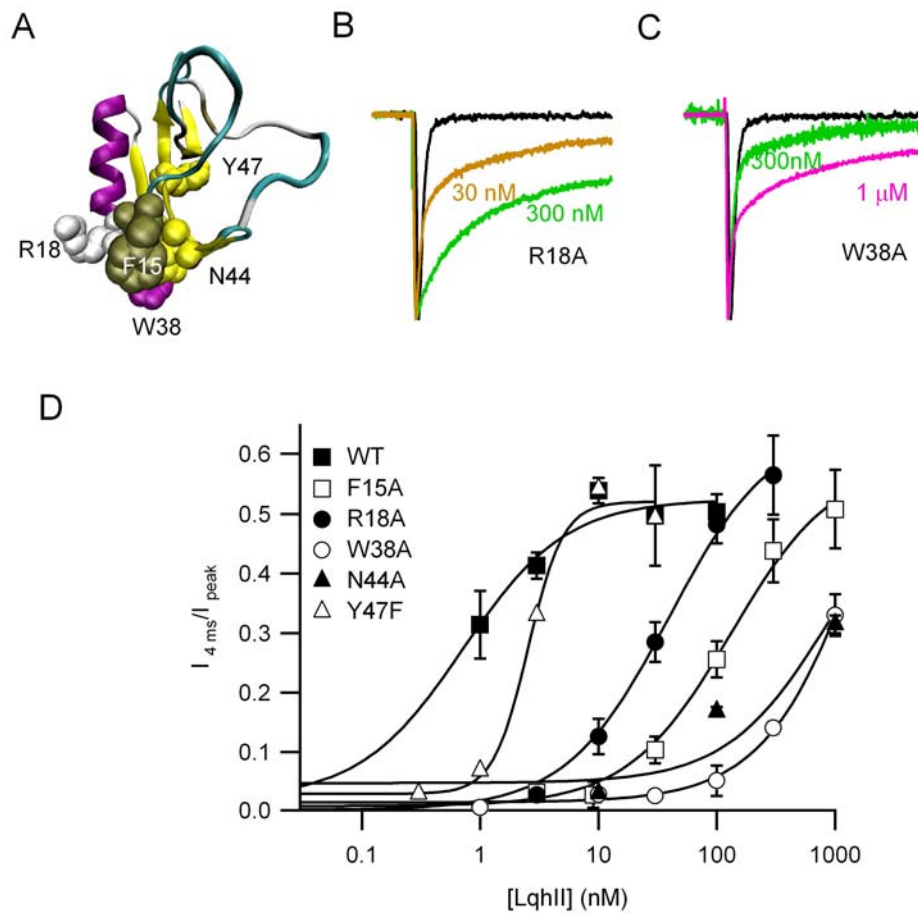 A
B
C
Y47
R18
F15
N44
W38
30 nM
300 nM
R18A
300nM
1 μM
W38A
D
WT
F15A
R18A
W38A
N44A
Y47F
I 4 ms/I peak
0.6
0.5
0.4
0.3
0.2
0.1
0.0
0.1 1 10 100 1000
[LqhII] (nM)